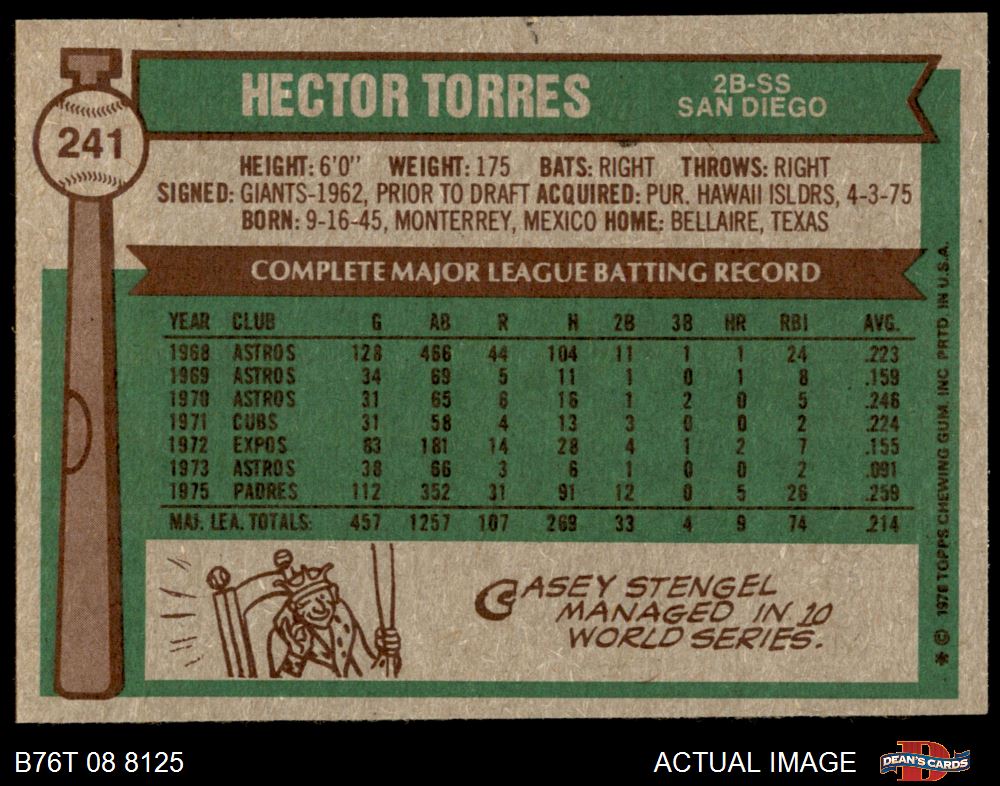 HECTOR TORRES
2B-SS
SAN DIEGO
241
HEIGHT: 6'0" WEIGHT: 175 BATS: RIGHT THROWS: RIGHT
SIGNED: GIANTS-1962, PRIOR TO DRAFT ACQUIRED: PUR. HAWAII ISLDRS, 4-3-75
BORN: 9-16-45, MONTERREY, MEXICO HOME: BELLAIRE, TEXAS
COMPLETE MAJOR LEAGUE BATTING RECORD
YEAR CLUB G AB R H 2B 3B HR RBI AVG.
1968 ASTROS 128 466 44 104 11 1 1 24 .223
1969 ASTROS 34 69 5 11 1 0 1 8 .159
1970 ASTROS 31 65 6 16 1 2 0 5 .246
1971 CUBS 31 58 4 13 3 0 0 2 .224
1972 EXPOS 83 181 14 28 4 1 2 7 .155
1973 ASTROS 38 66 3 6 1 0 0 2 .091
1975 PADRES 112 352 31 91 12 0 5 26 .259
MAJ. LEA. TOTALS: 457 1257 107 269 33 4 9 74 .214
CASEY STENGEL
MANAGED IN 10
WORLD SERIES.
* © 1976 TOPPS CHEWING GUM, INC. PRTD. IN U.S.A.
B76T 08 8125
ACTUAL IMAGE
D
DEAN'S CARDS